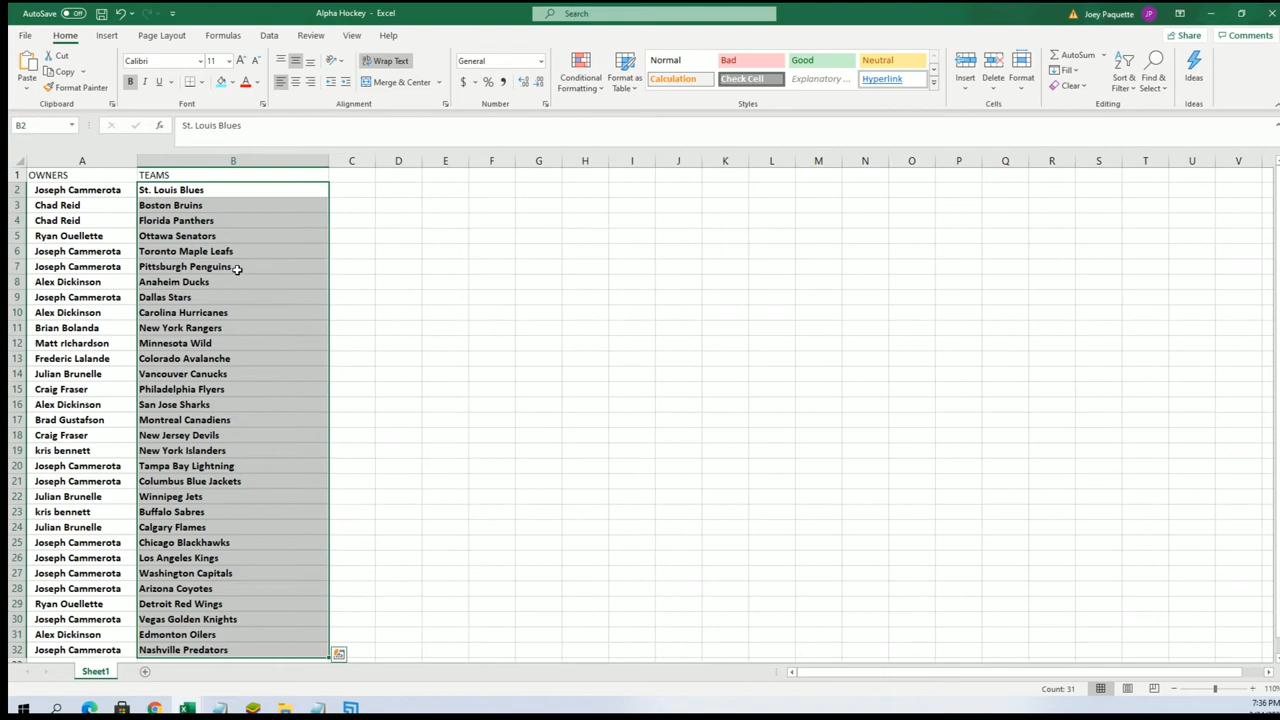 AutoSave Off Alpha Hockey - Excel Search Joey Paquette JP
File Home Insert Page Layout Formulas Data Review View Help Share Comments
Paste Cut Copy Format Painter Clipboard
Calibri 11 B I U A Font
Wrap Text Merge & Center Alignment
General $ % Number
Conditional Formatting Format as Table
Normal Bad Good Neutral
Calculation Check Cell Explanatory ... Hyperlink
Styles
Insert Delete Format Cells
AutoSum Fill Clear Sort & Filter Find & Select Editing
Ideas Ideas
B2 fx St. Louis Blues
A B C D E F G H I J K L M N O P Q R S T U V
1 OWNERS TEAMS
2 Joseph Cammerota St. Louis Blues
3 Chad Reid Boston Bruins
4 Chad Reid Florida Panthers
5 Ryan Ouellette Ottawa Senators
6 Joseph Cammerota Toronto Maple Leafs
7 Joseph Cammerota Pittsburgh Penguins
8 Alex Dickinson Anaheim Ducks
9 Joseph Cammerota Dallas Stars
10 Alex Dickinson Carolina Hurricanes
11 Brian Bolanda New York Rangers
12 Matt rIchardson Minnesota Wild
13 Frederic Lalande Colorado Avalanche
14 Julian Brunelle Vancouver Canucks
15 Craig Fraser Philadelphia Flyers
16 Alex Dickinson San Jose Sharks
17 Brad Gustafson Montreal Canadiens
18 Craig Fraser New Jersey Devils
19 kris bennett New York Islanders
20 Joseph Cammerota Tampa Bay Lightning
21 Joseph Cammerota Columbus Blue Jackets
22 Julian Brunelle Winnipeg Jets
23 kris bennett Buffalo Sabres
24 Julian Brunelle Calgary Flames
25 Joseph Cammerota Chicago Blackhawks
26 Joseph Cammerota Los Angeles Kings
27 Joseph Cammerota Washington Capitals
28 Joseph Cammerota Arizona Coyotes
29 Ryan Ouellette Detroit Red Wings
30 Joseph Cammerota Vegas Golden Knights
31 Alex Dickinson Edmonton Oilers
32 Joseph Cammerota Nashville Predators
Sheet1
Count: 31 110%
7:36 PM